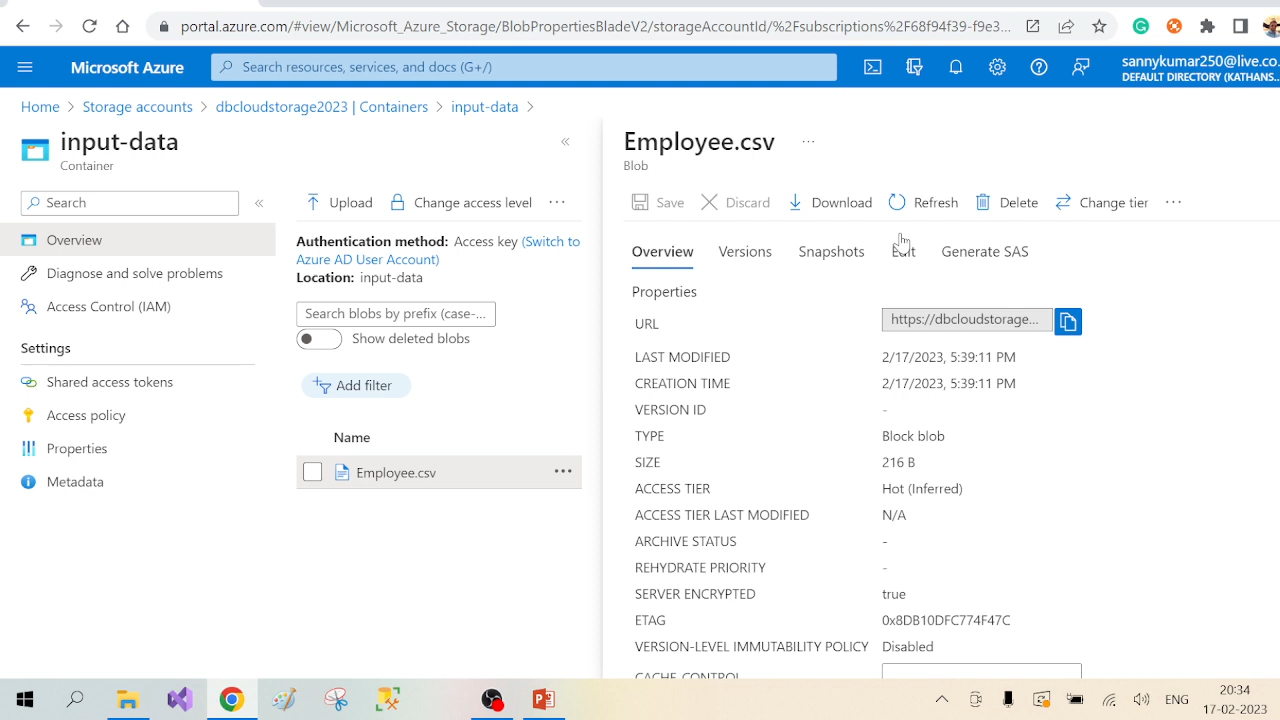 portal.azure.com/#view/Microsoft_Azure_Storage/BlobPropertiesBladeV2/storageAccountId/%2Fsubscriptions%2F68f94f39-f9e3...
Microsoft Azure
Search resources, services, and docs (G+/)
sannykumar250@live.co.
DEFAULT DIRECTORY (KATHANS...
Home > Storage accounts > dbcloudstorage2023 | Containers > input-data >
input-data
Container
Search
Overview
Diagnose and solve problems
Access Control (IAM)
Settings
Shared access tokens
Access policy
Properties
Metadata
Upload Change access level ...
Authentication method: Access key (Switch to
Azure AD User Account)
Location: input-data
Search blobs by prefix (case-...
Show deleted blobs
Add filter
Name
Employee.csv ...
Employee.csv ...
Blob
Save Discard Download Refresh Delete Change tier ...
Overview Versions Snapshots Edit Generate SAS
Properties
URL https://dbcloudstorage...
LAST MODIFIED 2/17/2023, 5:39:11 PM
CREATION TIME 2/17/2023, 5:39:11 PM
VERSION ID -
TYPE Block blob
SIZE 216 B
ACCESS TIER Hot (Inferred)
ACCESS TIER LAST MODIFIED N/A
ARCHIVE STATUS -
REHYDRATE PRIORITY -
SERVER ENCRYPTED true
ETAG 0x8DB10DFC774F47C
VERSION-LEVEL IMMUTABILITY POLICY Disabled
CACHE-CONTROL
ENG
20:34
17-02-2023